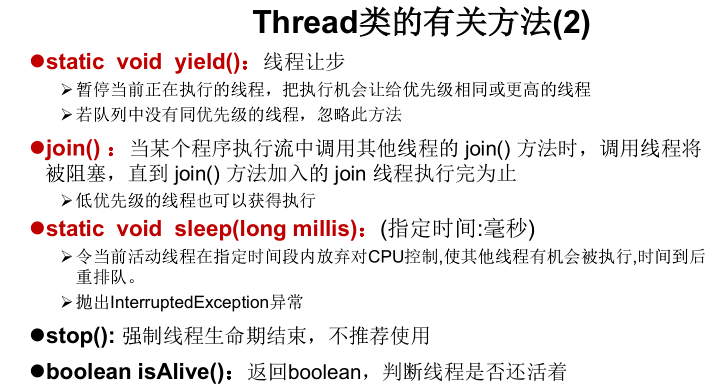 Thread类的有关方法(2)
●static void yield()：线程让步
➢暂停当前正在执行的线程，把执行机会让给优先级相同或更高的线程
➢若队列中没有同优先级的线程，忽略此方法
●join() ：当某个程序执行流中调用其他线程的 join() 方法时，调用线程将
被阻塞，直到 join() 方法加入的 join 线程执行完为止
➢低优先级的线程也可以获得执行
●static void sleep(long millis)：(指定时间:毫秒)
➢令当前活动线程在指定时间段内放弃对CPU控制,使其他线程有机会被执行,时间到后
重排队。
➢抛出InterruptedException异常
●stop(): 强制线程生命期结束，不推荐使用
●boolean isAlive()：返回boolean，判断线程是否还活着